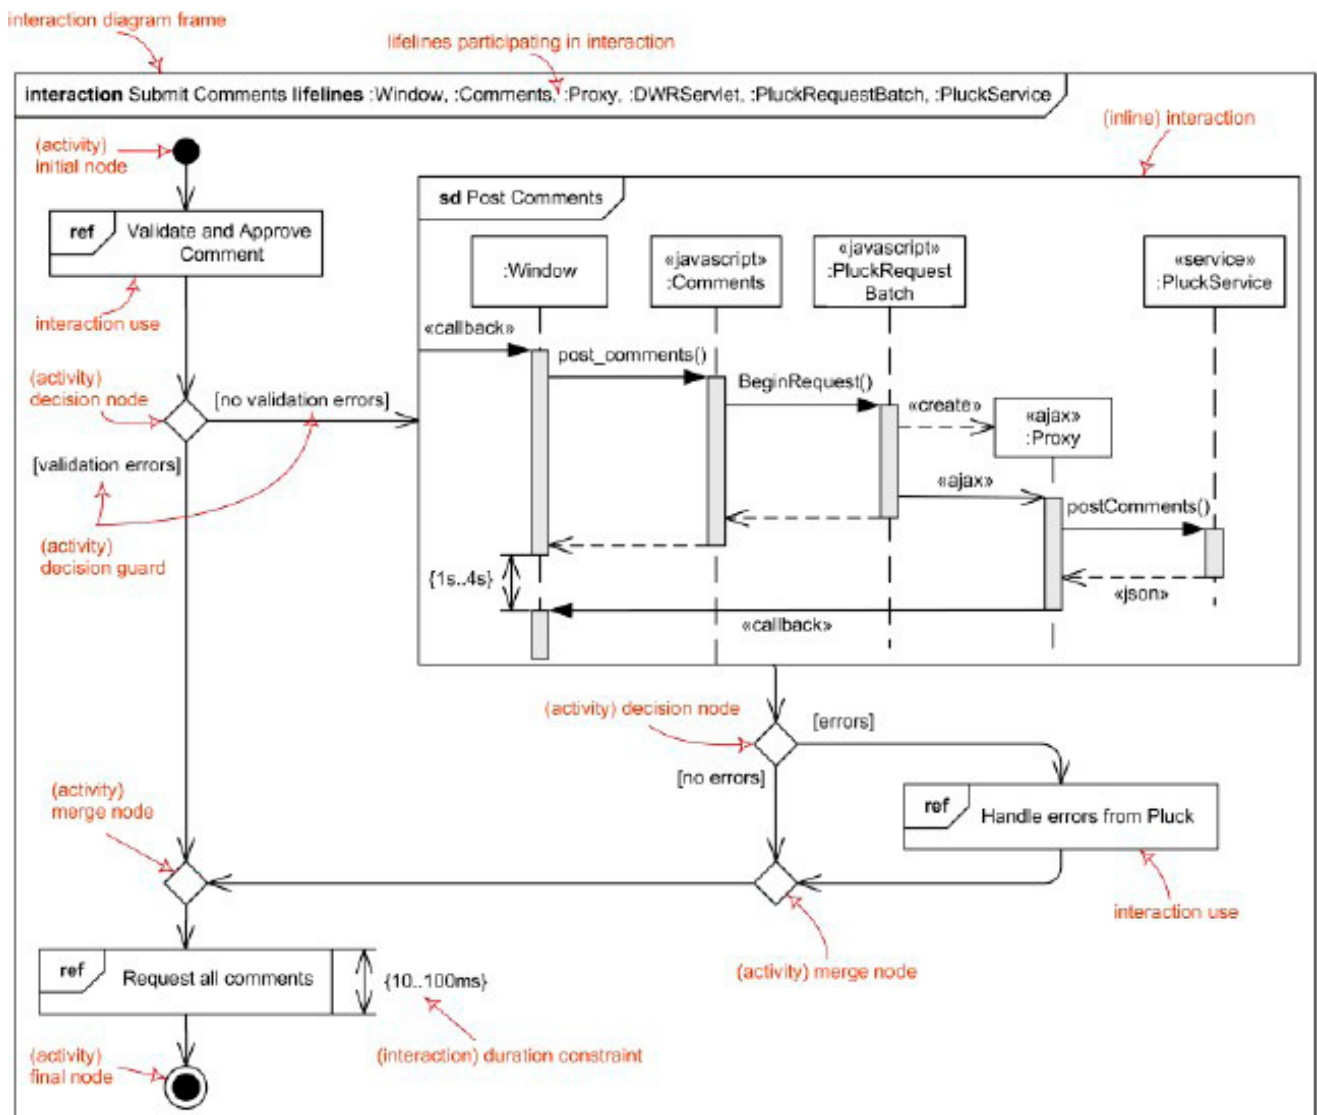 interaction diagram frame
lifelines participating in interaction
interaction Submit Comments lifelines :Window, :Comments, :Proxy, :DWRServlet, :PluckRequestBatch, :PluckService
(inline) interaction
(activity)
initial node
sd Post Comments
ref Validate and Approve
Comment
:Window
«javascript»
:Comments
«javascript»
:PluckRequest
Batch
«service»
:PluckService
interaction use
«callback»
post_comments()
(activity)
decision node
[no validation errors]
BeginRequest()
«create»
«ajax»
:Proxy
[validation errors]
«ajax»
postComments()
(activity)
decision guard
{1s..4s}
«json»
«callback»
(activity) decision node
[errors]
[no errors]
(activity)
merge node
ref Handle errors from Pluck
interaction use
(activity) merge node
ref Request all comments
{10..100ms}
(interaction) duration constraint
(activity)
final node